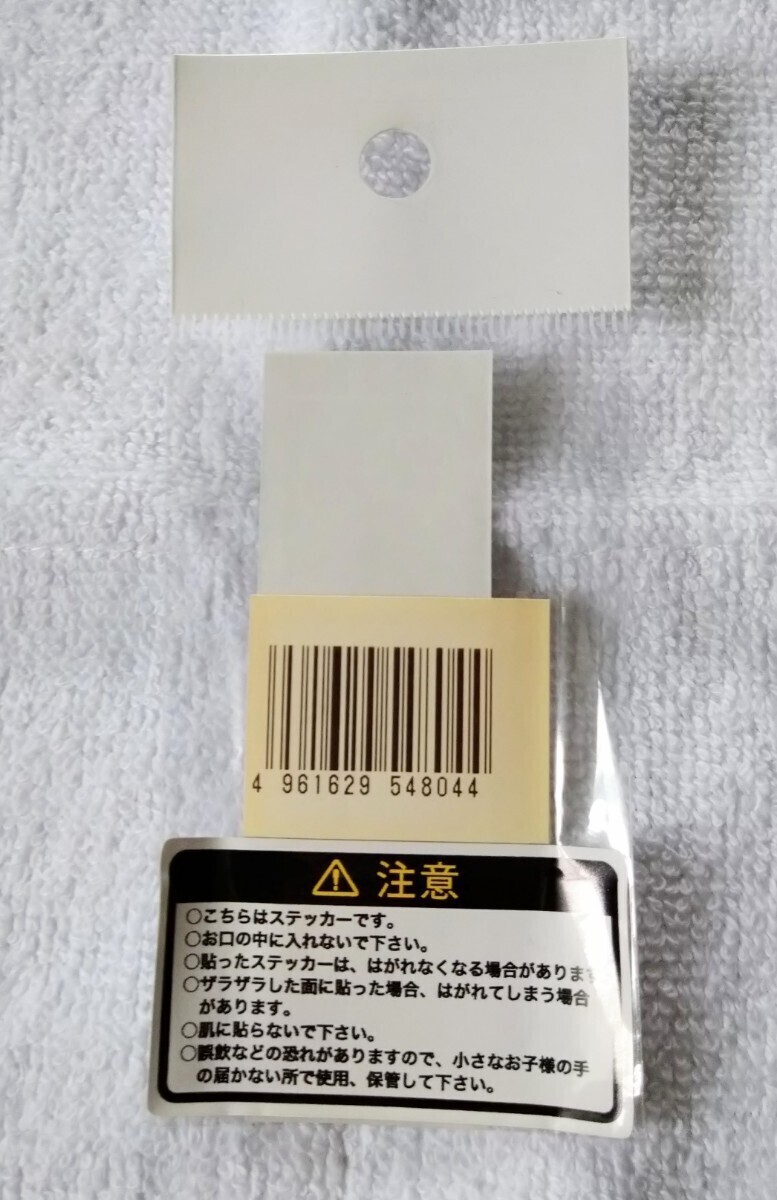 4 961629 548044
⚠ 注意
○こちらはステッカーです。
○お口の中に入れないで下さい。
○貼ったステッカーは、はがれなくなる場合があります
○ザラザラした面に貼った場合、はがれてしまう場合
があります。
○肌に貼らないで下さい。
○誤飲などの恐れがありますので、小さなお子様の手
の届かない所で使用、保管して下さい。